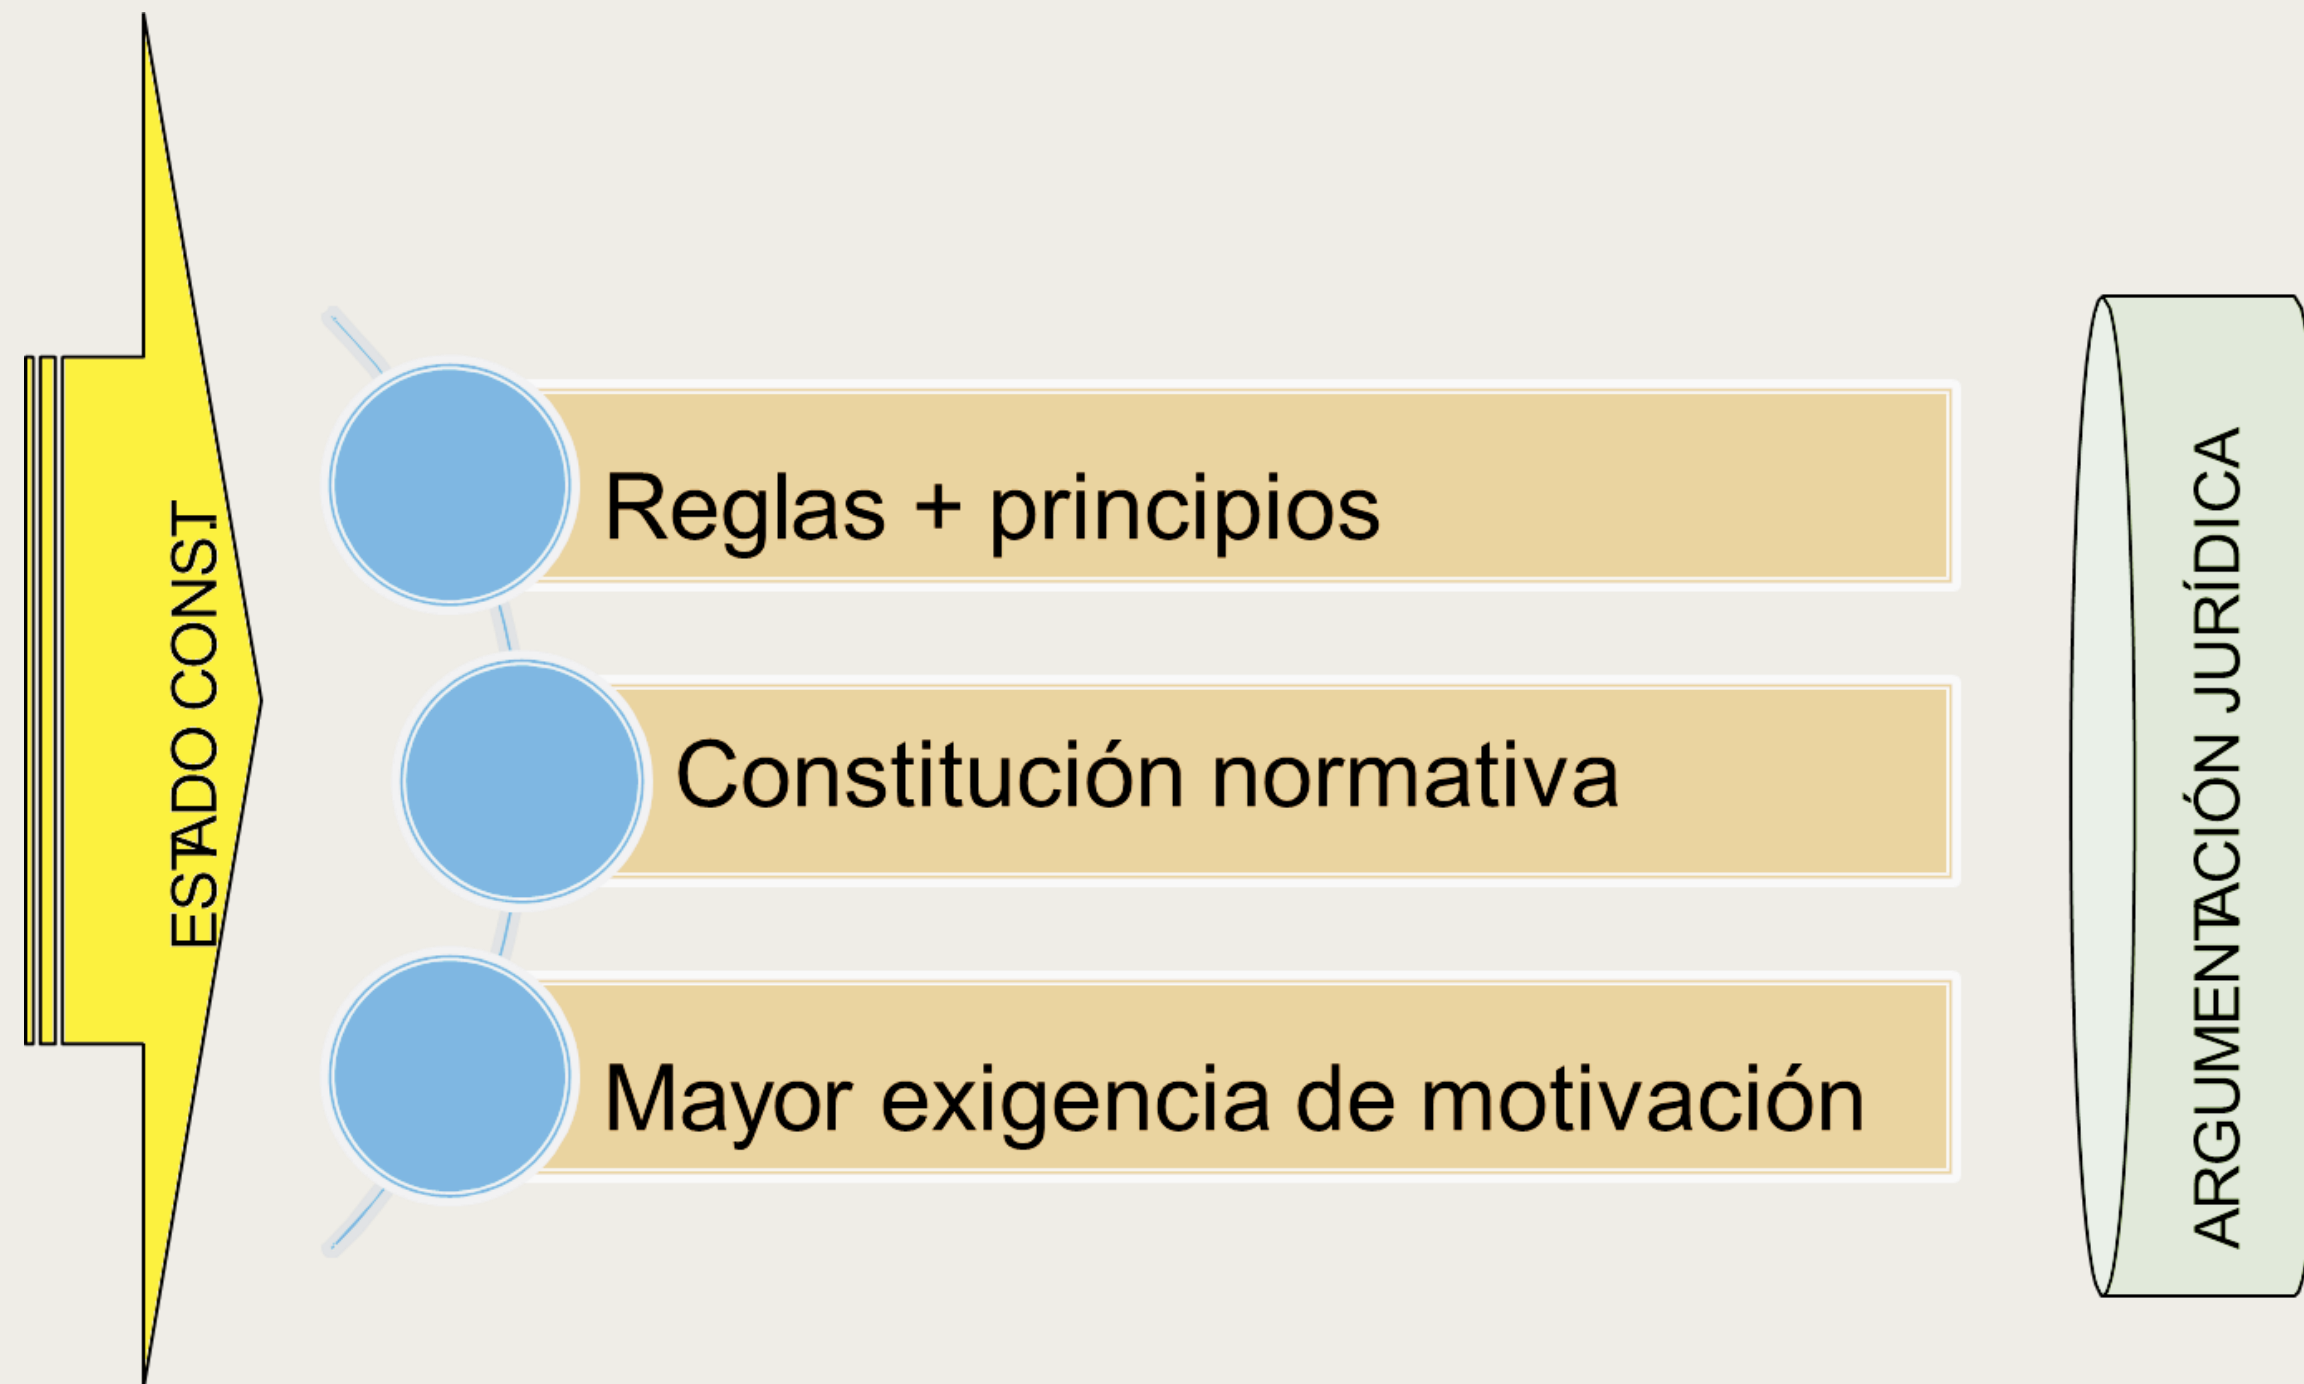 ESTADO CONST.
Reglas + principios
Constitución normativa
Mayor exigencia de motivación
ARGUMENTACIÓN JURÍDICA